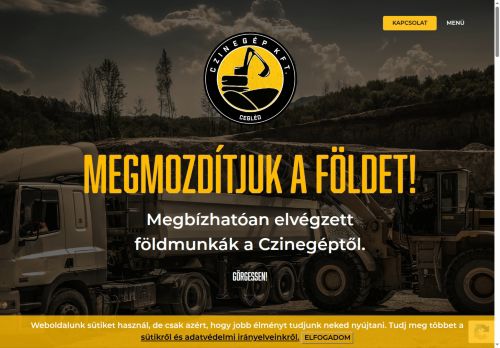 KAPCSOLAT
MENÜ
CZINEGÉP KFT.
CEGLÉD
MEGMOZDÍTJUK A FÖLDET!
Megbízhatóan elvégzett
földmunkák a Czinegéptől.
GÖRGESSEN!
Weboldalunk sütiket használ, de csak azért, hogy jobb élményt tudjunk neked nyújtani. Tudj meg többet a
sütikről és adatvédelmi irányelveinkről. ELFOGADOM